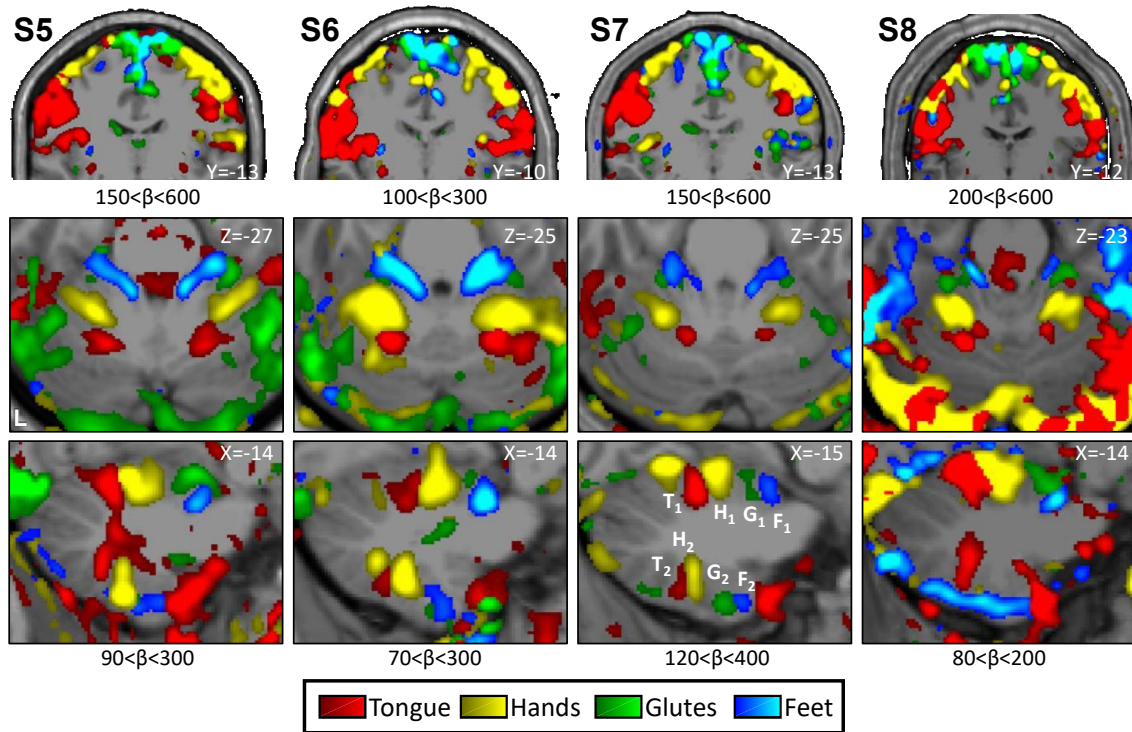 S5 S6 S7 S8
Y=-13 Y=-10 Y=-13 Y=-12
150<β<600 100<β<300 150<β<600 200<β<600
Z=-27 Z=-25 Z=-25 Z=-23
L
X=-14 X=-14 X=-15 X=-14
T₁ H₁ G₁ F₁
H₂
T₂ G₂ F₂
90<β<300 70<β<300 120<β<400 80<β<200
Tongue Hands Glutes Feet